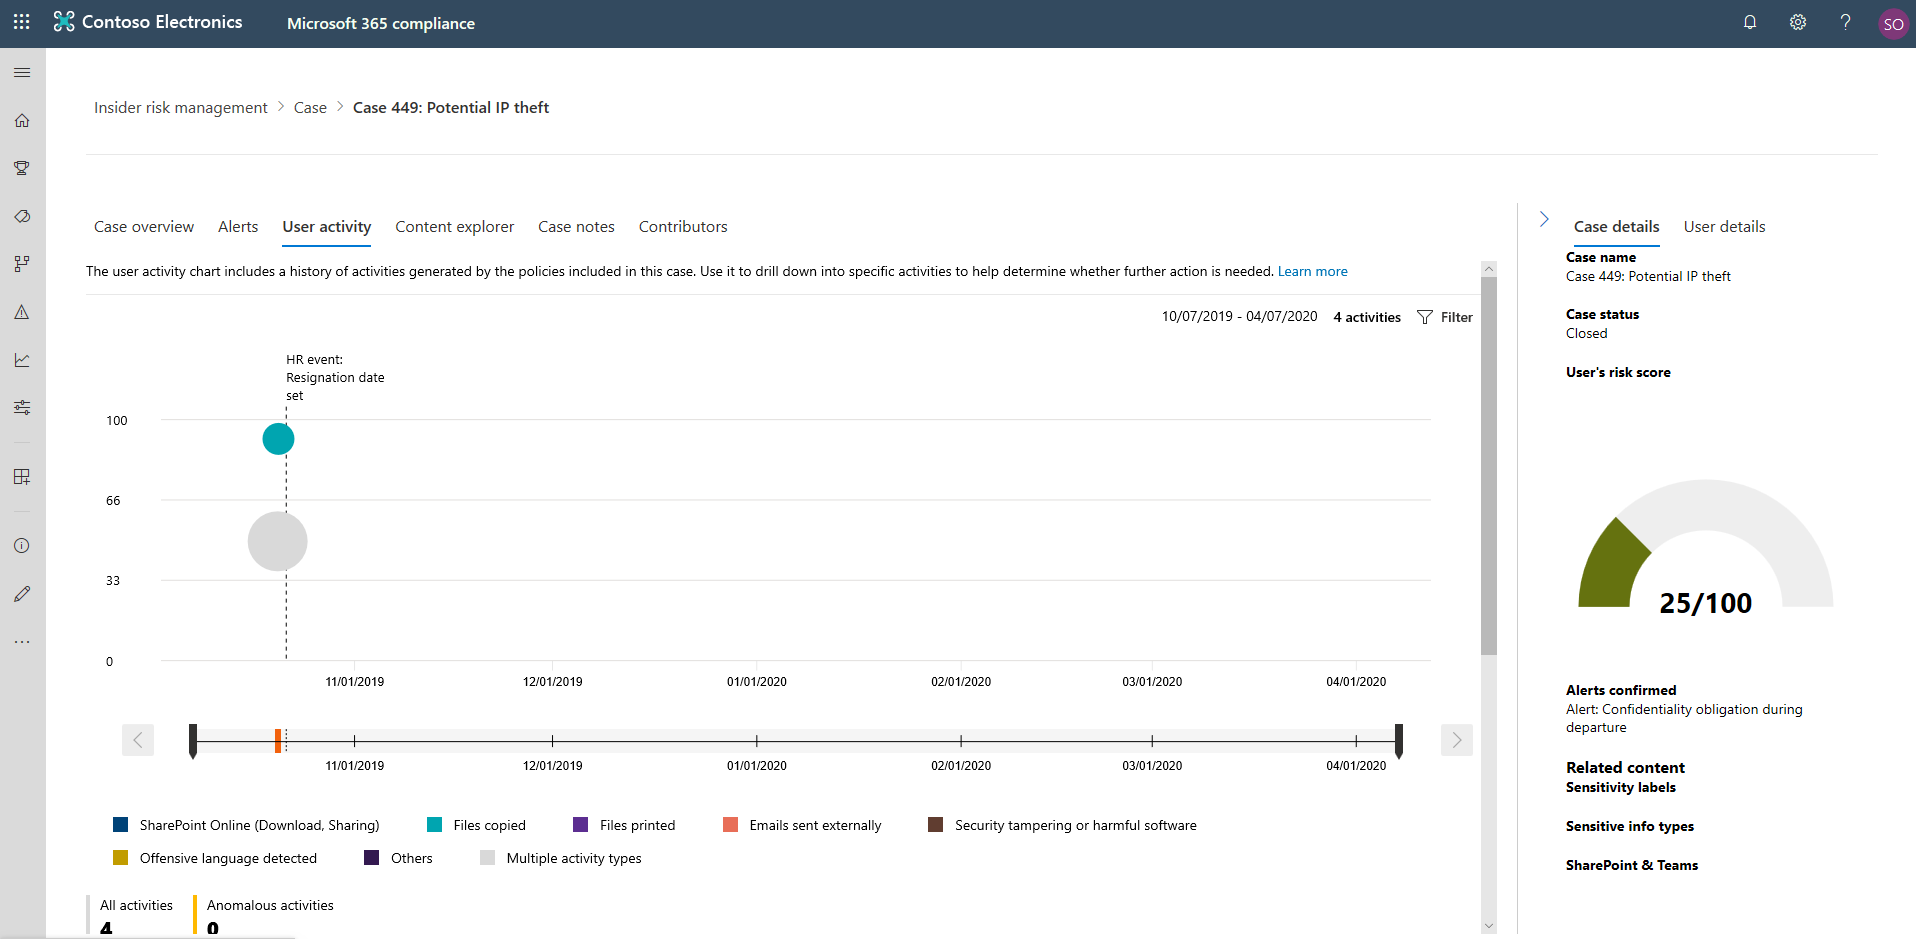 Contoso Electronics
Microsoft 365 compliance
SO
Insider risk management > Case > Case 449: Potential IP theft
Case overview
Alerts
User activity
Content explorer
Case notes
Contributors
The user activity chart includes a history of activities generated by the policies included in this case. Use it to drill down into specific activities to help determine whether further action is needed. Learn more
10/07/2019 - 04/07/2020
4 activities
Filter
HR event:
Resignation date
set
100
66
33
0
11/01/2019
12/01/2019
01/01/2020
02/01/2020
03/01/2020
04/01/2020
11/01/2019
12/01/2019
01/01/2020
02/01/2020
03/01/2020
04/01/2020
SharePoint Online (Download, Sharing)
Files copied
Files printed
Emails sent externally
Security tampering or harmful software
Offensive language detected
Others
Multiple activity types
All activities
4
Anomalous activities
0
Case details
User details
Case name
Case 449: Potential IP theft
Case status
Closed
User's risk score
25/100
Alerts confirmed
Alert: Confidentiality obligation during
departure
Related content
Sensitivity labels
Sensitive info types
SharePoint & Teams